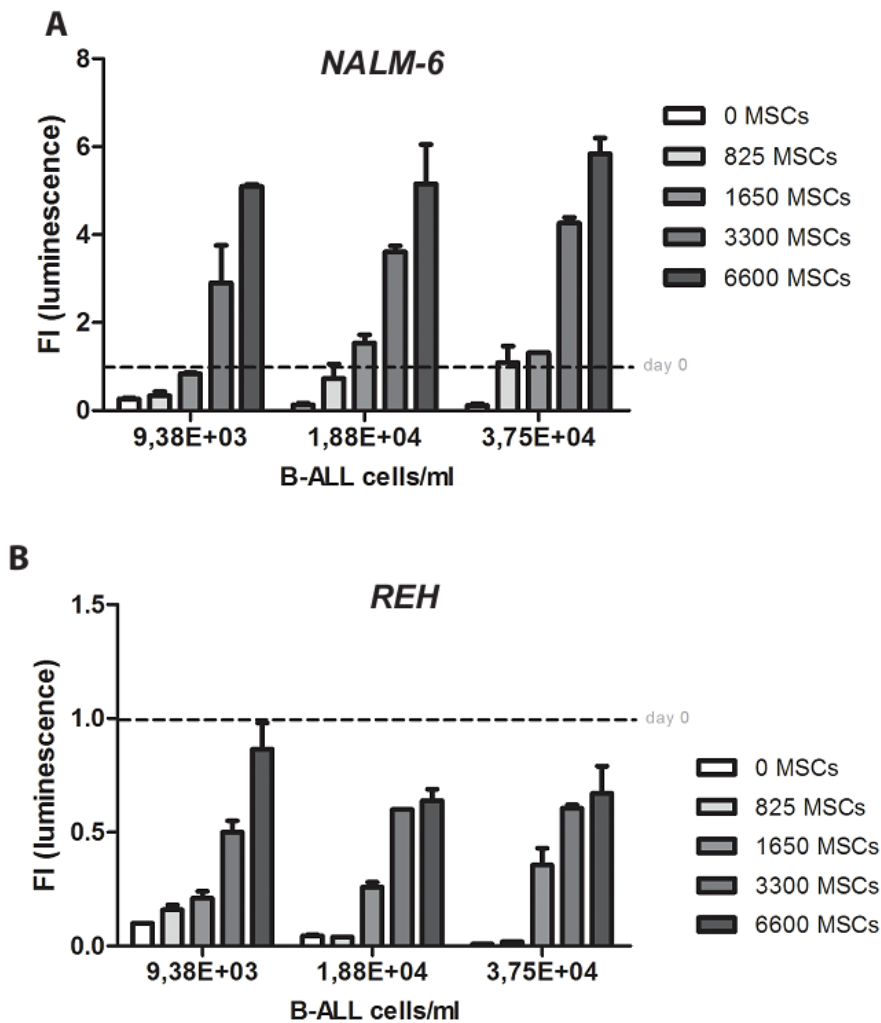 A
NALM-6
8
6
4
2
0
FI (luminescence)
0 MSCs
825 MSCs
1650 MSCs
3300 MSCs
6600 MSCs
day 0
9,38E+03 1,88E+04 3,75E+04
B-ALL cells/ml
B
REH
1.5
1.0
0.5
0.0
FI (luminescence)
day 0
0 MSCs
825 MSCs
1650 MSCs
3300 MSCs
6600 MSCs
9,38E+03 1,88E+04 3,75E+04
B-ALL cells/ml